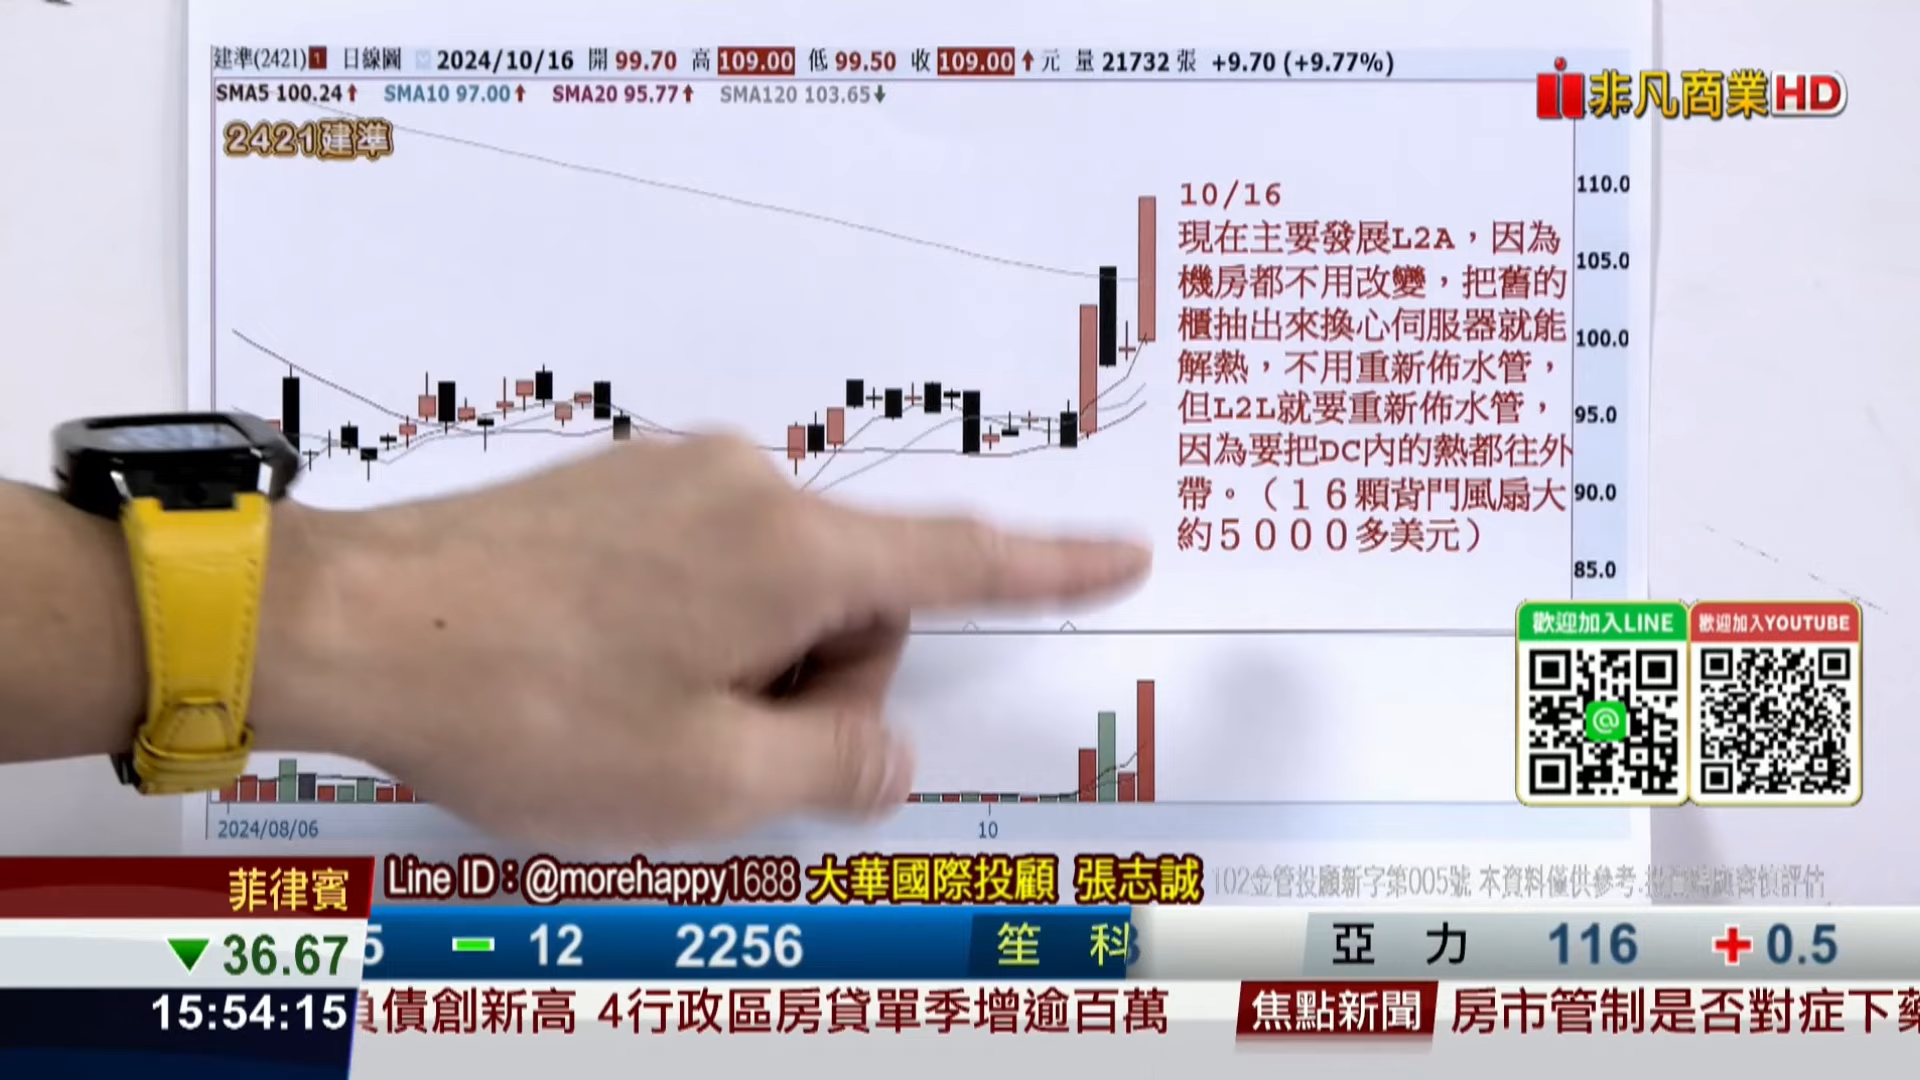 建準(2421)1 日線圖 2024/10/16 開 99.70 高 109.00 低 99.50 收 109.00↑元 量 21732 張 +9.70 (+9.77%)
SMA5 100.24↑ SMA10 97.00↑ SMA20 95.77↑ SMA120 103.65↓
非凡商業HD
2421建準
10/16
現在主要發展L2A，因為
機房都不用改變，把舊的
櫃抽出來換心伺服器就能
解熱，不用重新佈水管，
但L2L就要重新佈水管，
因為要把DC內的熱都往外
帶。（１６顆背門風扇大
約５０００多美元）
110.0
105.0
100.0
95.0
90.0
85.0
歡迎加入LINE
歡迎加入YOUTUBE
2024/08/06
10
Line ID：@morehappy1688 大華國際投顧 張志誠
102金管投顧新字第005號 本資料僅供參考
菲律賓
▼36.67
12 2256 笙科
亞力 116 +0.5
15:54:15
債創新高 4行政區房貸單季增逾百萬
焦點新聞 房市管制是否對症下藥